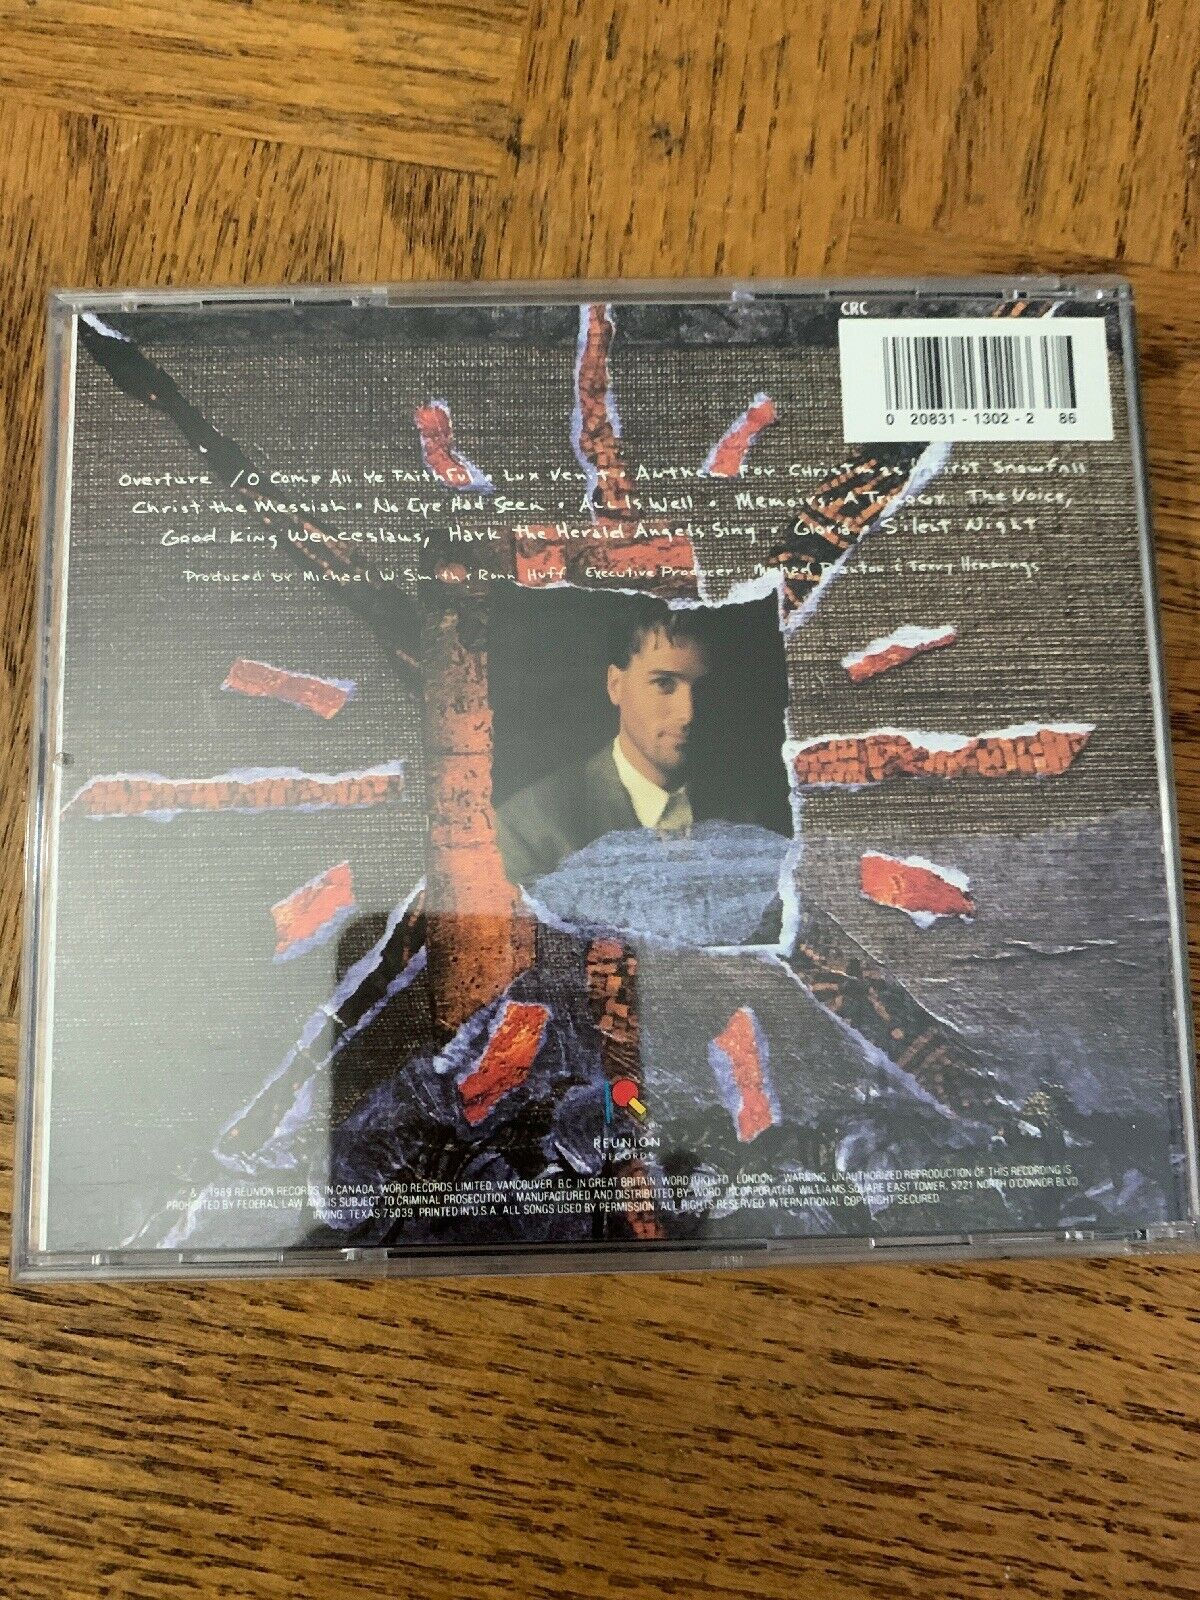 CRC
0 20831 - 1302 - 2 86
Overture / O Come All Ye Faithful • Lux Venit • Anthem For Christmas • First Snowfall
Christ the Messiah • No Eye Had Seen • All Is Well • Memoirs: A Trilogy The Voice,
Good King Wenceslaus, Hark the Herald Angels Sing • Gloria • Silent Night
Produced by Michael W. Smith & Ronn Huff Executive Producers: Michael Blanton & Terry Hemmings
REUNION
RECORDS
& © 1989 REUNION RECORDS. IN CANADA, WORD RECORDS LIMITED, VANCOUVER, B.C. IN GREAT BRITAIN WORD (UK) LTD., LONDON. WARNING: UNAUTHORIZED REPRODUCTION OF THIS RECORDING IS
PROHIBITED BY FEDERAL LAW AND IS SUBJECT TO CRIMINAL PROSECUTION. MANUFACTURED AND DISTRIBUTED BY WORD, INCORPORATED, WILLIAMS SQUARE EAST TOWER, 5221 NORTH O'CONNOR BLVD.
IRVING, TEXAS 75039. PRINTED IN U.S.A. ALL SONGS USED BY PERMISSION. ALL RIGHTS RESERVED. INTERNATIONAL COPYRIGHT SECURED.